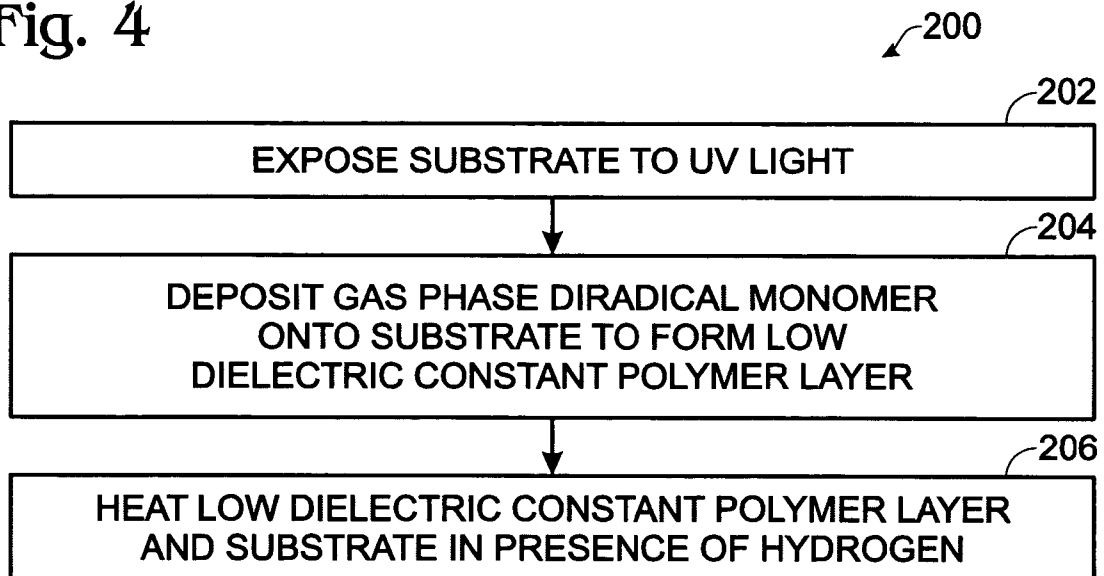 Fig. 4
200
202
EXPOSE SUBSTRATE TO UV LIGHT
204
DEPOSIT GAS PHASE DIRADICAL MONOMER
ONTO SUBSTRATE TO FORM LOW
DIELECTRIC CONSTANT POLYMER LAYER
206
HEAT LOW DIELECTRIC CONSTANT POLYMER LAYER
AND SUBSTRATE IN PRESENCE OF HYDROGEN